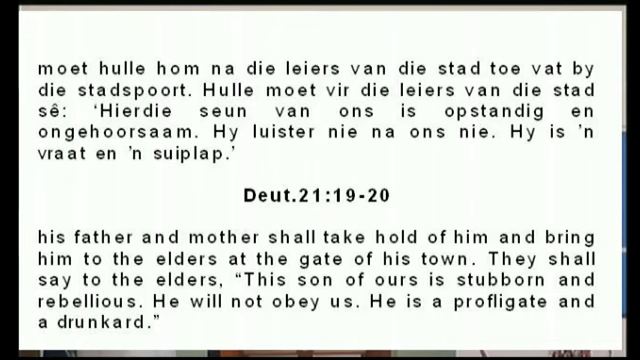 moet hulle hom na die leiers van die stad toe vat by
die stadspoort. Hulle moet vir die leiers van die stad
sê: ‘Hierdie seun van ons is opstandig en
ongehoorsaam. Hy luister nie na ons nie. Hy is ’n
vraat en ’n suiplap.’
Deut.21:19-20
his father and mother shall take hold of him and bring
him to the elders at the gate of his town. They shall
say to the elders, “This son of ours is stubborn and
rebellious. He will not obey us. He is a profligate and
a drunkard.”